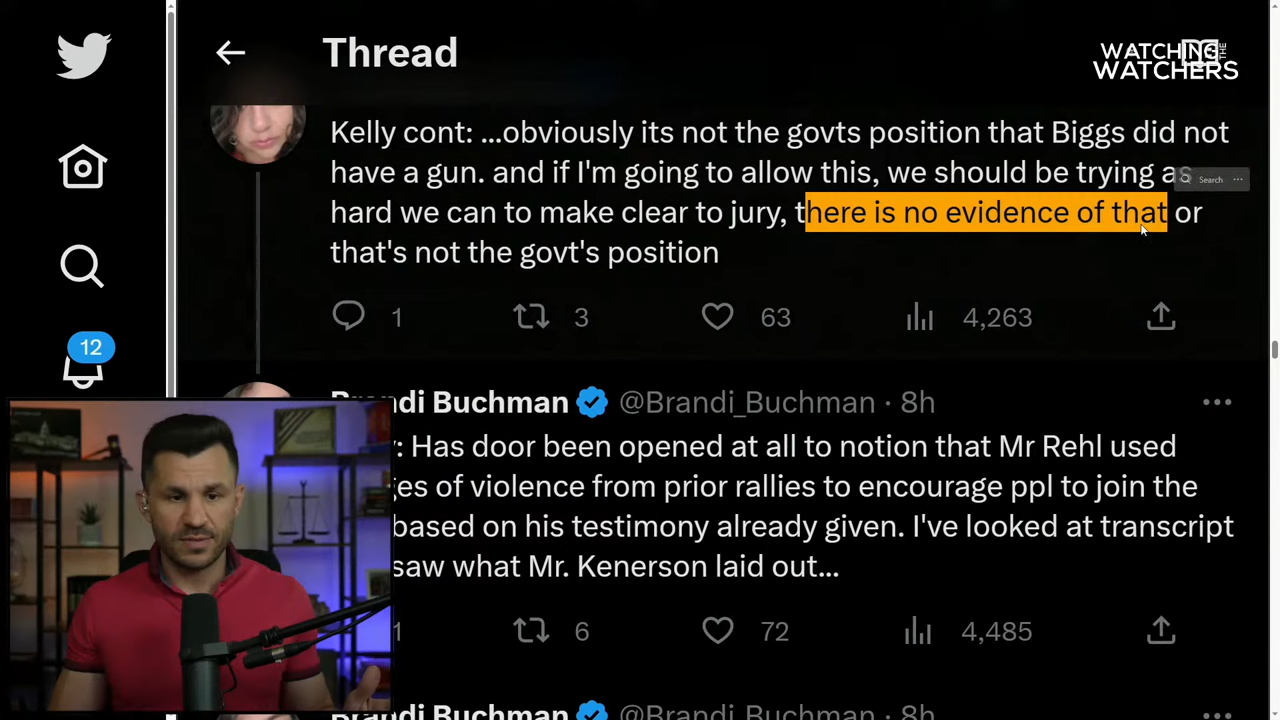 Thread
WATCHING THE
WATCHERS
Kelly cont: ...obviously its not the govts position that Biggs did not
have a gun. and if I'm going to allow this, we should be trying as
Search
hard we can to make clear to jury, there is no evidence of that or
that's not the govt's position
1 3 63 4,263
12
Brandi Buchman @Brandi_Buchman · 8h
: Has door been opened at all to notion that Mr Rehl used
ges of violence from prior rallies to encourage ppl to join the
based on his testimony already given. I've looked at transcript
saw what Mr. Kenerson laid out...
1 6 72 4,485
Brandi Buchman @Brandi_Buchman · 8h